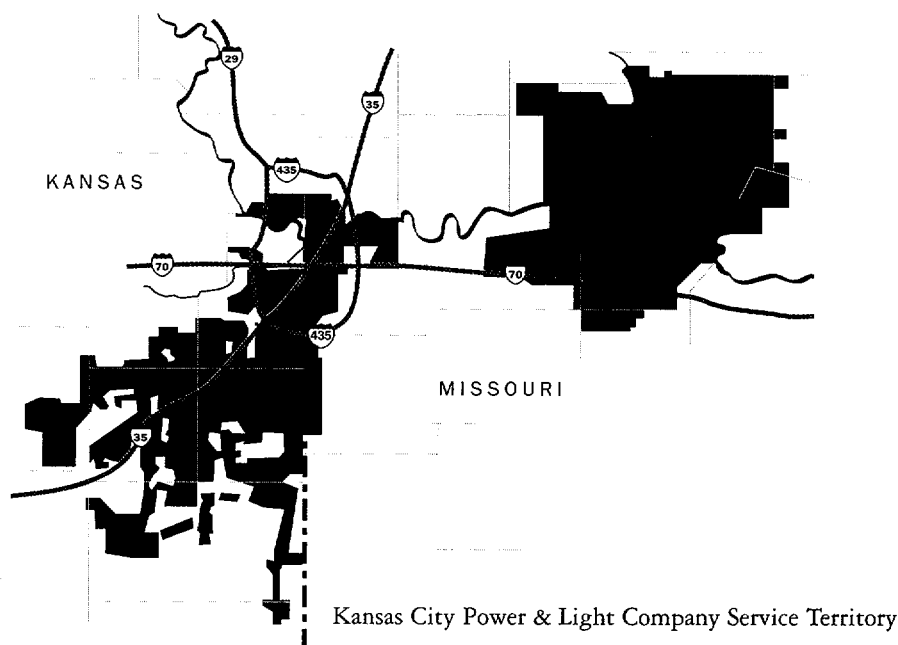 29
35
435
KANSAS
70
70
435
MISSOURI
35
Kansas City Power & Light Company Service Territory